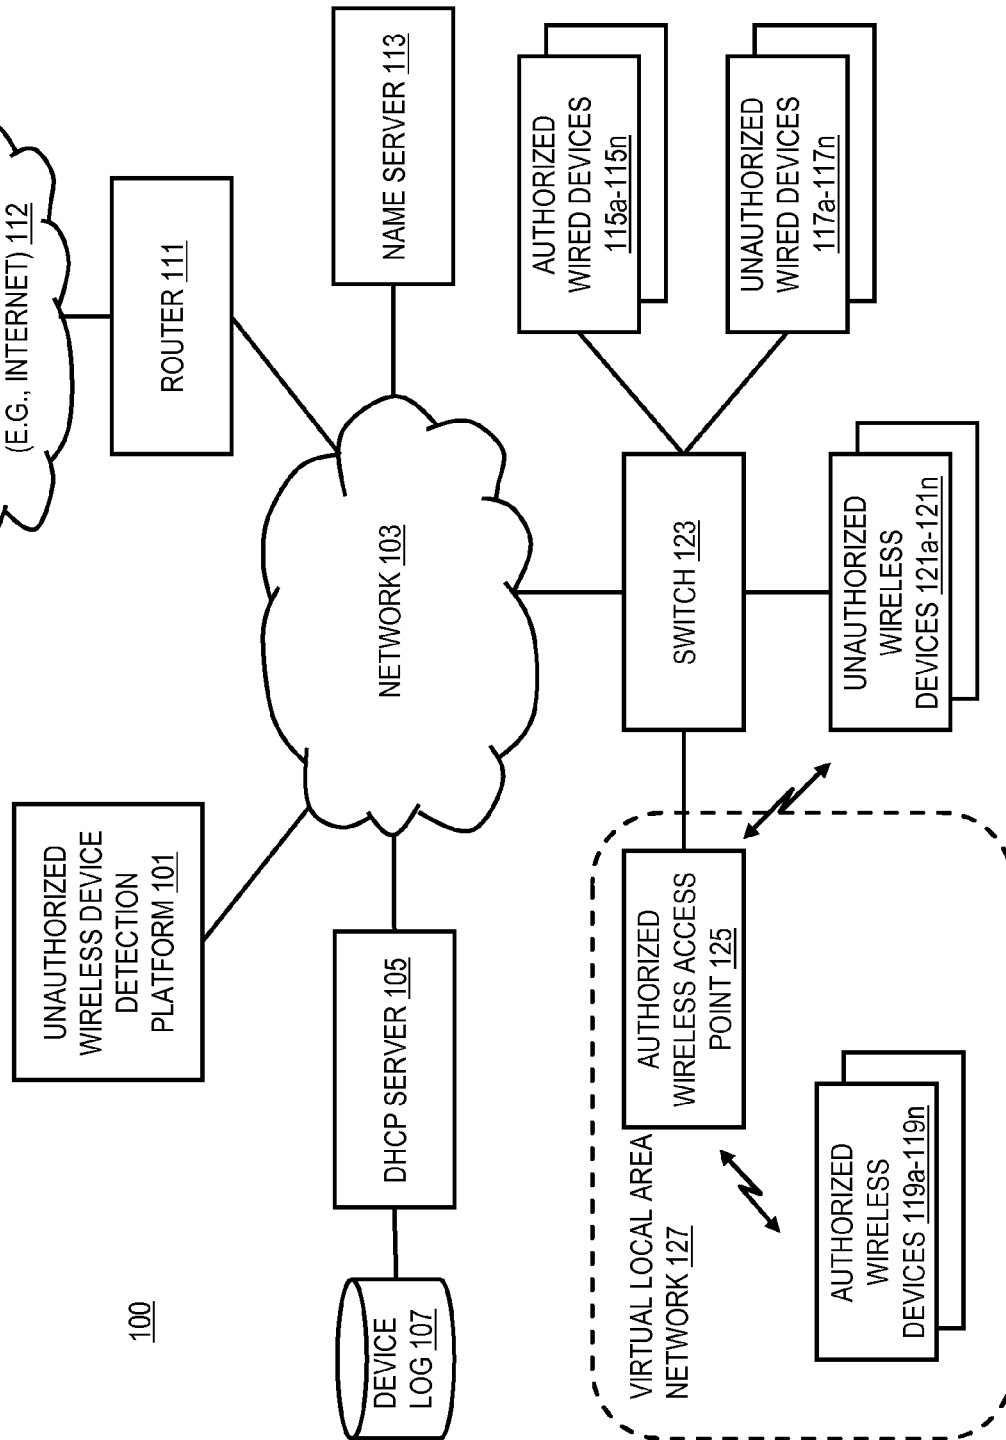 100
UNAUTHORIZED
WIRELESS DEVICE
DETECTION
PLATFORM 101
(E.G., INTERNET) 112
ROUTER 111
DEVICE
LOG 107
DHCP SERVER 105
NETWORK 103
NAME SERVER 113
VIRTUAL LOCAL AREA
NETWORK 127
AUTHORIZED
WIRELESS ACCESS
POINT 125
SWITCH 123
AUTHORIZED
WIRED DEVICES
115a-115n
UNAUTHORIZED
WIRED DEVICES
117a-117n
AUTHORIZED
WIRELESS
DEVICES 119a-119n
UNAUTHORIZED
WIRELESS
DEVICES 121a-121n